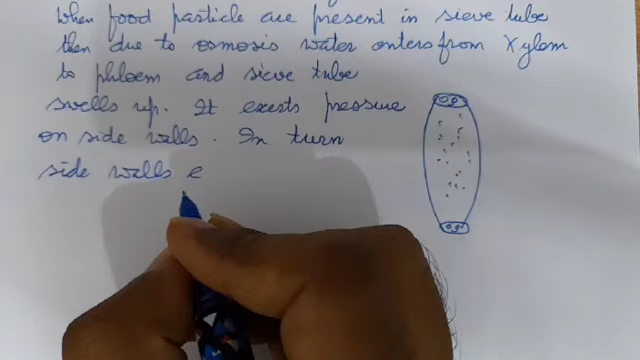 When food particle are present in sieve tube
then due to osmosis water enters from Xylem
to phloem and sieve tube
swells up. It exerts pressure
on side walls. In turn
side walls e